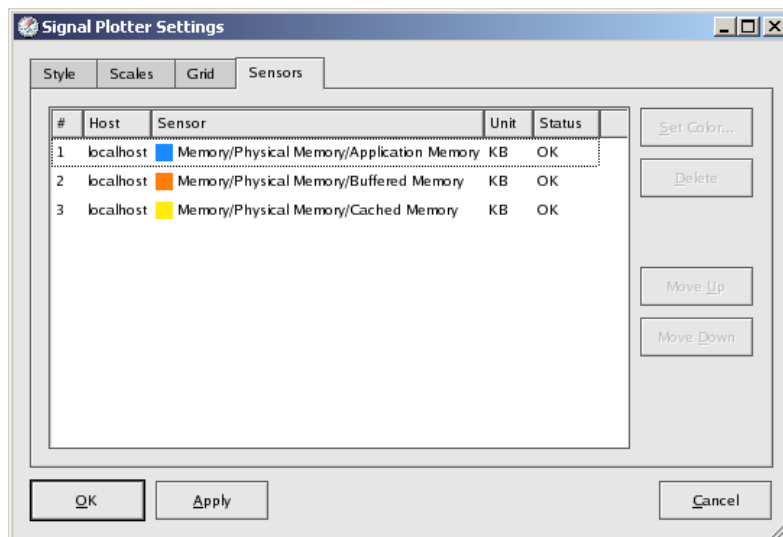 Signal Plotter Settings
Style Scales Grid Sensors
# Host Sensor Unit Status
1 localhost Memory/Physical Memory/Application Memory KB OK
2 localhost Memory/Physical Memory/Buffered Memory KB OK
3 localhost Memory/Physical Memory/Cached Memory KB OK
Set Color...
Delete
Move Up
Move Down
OK Apply Cancel